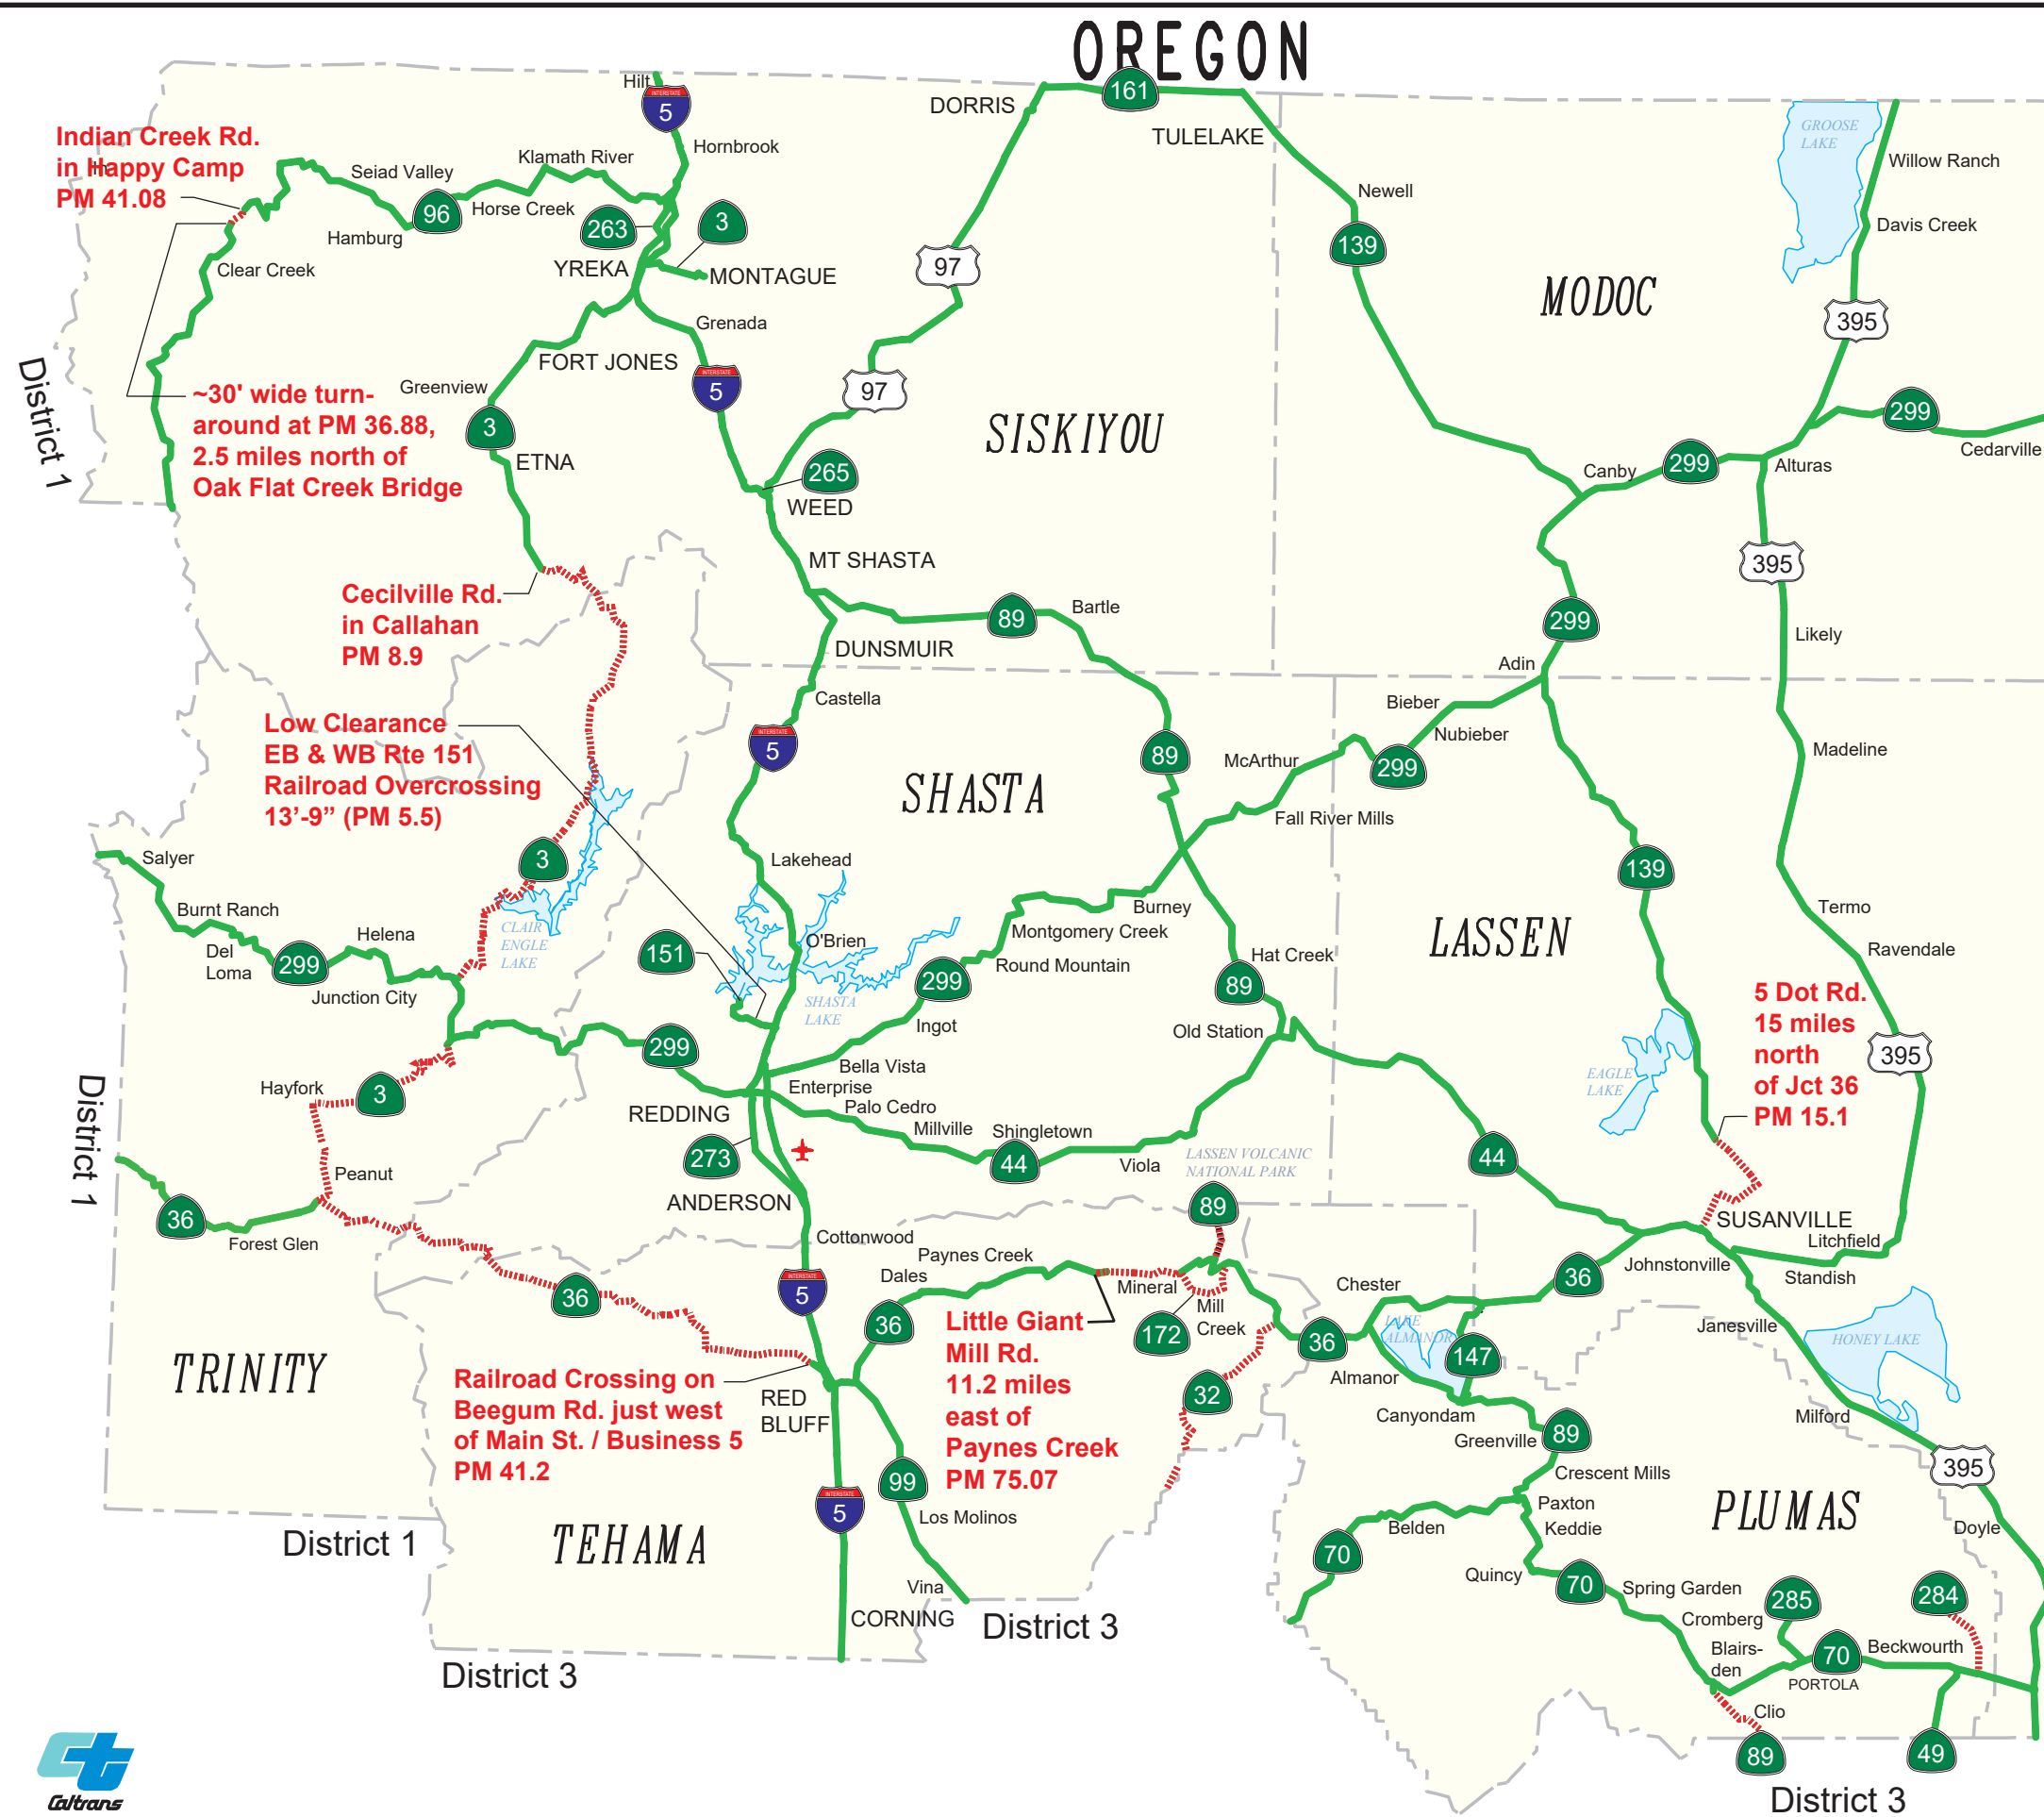 OREGON
Hilt
INTERSTATE
5
161
DORRIS
TULELAKE
GROOSE
LAKE
Indian Creek Rd.
in Happy Camp
PM 41.08
Hornbrook
Klamath River
Seiad Valley
Willow Ranch
Newell
Horse Creek
96
263
3
Davis Creek
Hamburg
139
Clear Creek
YREKA
MONTAGUE
97
MODOC
Grenada
395
FORT JONES
District 1
Greenview
INTERSTATE
5
97
~30' wide turn-
around at PM 36.88,
2.5 miles north of
Oak Flat Creek Bridge
3
299
SISKIYOU
Cedarville
ETNA
265
Canby
299
Alturas
WEED
MT SHASTA
395
Cecilville Rd.
in Callahan
PM 8.9
89
Bartle
299
Likely
DUNSMUIR
Adin
Castella
Bieber
Low Clearance
EB & WB Rte 151
Railroad Overcrossing
13’-9” (PM 5.5)
INTERSTATE
5
Nubieber
Madeline
89
McArthur
299
SHASTA
Fall River Mills
Salyer
3
Lakehead
139
Burnt Ranch
Burney
Termo
Del
Loma
Helena
CLAIR
ENGLE
LAKE
Montgomery Creek
LASSEN
O'Brien
299
151
Round Mountain
Hat Creek
Ravendale
Junction City
299
89
SHASTA
LAKE
Ingot
Old Station
5 Dot Rd.
15 miles
north
of Jct 36
PM 15.1
299
395
Bella Vista
EAGLE
LAKE
District 1
Hayfork
3
Enterprise
REDDING
Palo Cedro
Millville
Shingletown
273
44
Viola
LASSEN VOLCANIC
NATIONAL PARK
44
Peanut
ANDERSON
89
36
SUSANVILLE
Forest Glen
Cottonwood
Litchfield
Paynes Creek
Dales
Johnstonville
Standish
INTERSTATE
5
Mineral
Chester
36
36
Mill
Creek
36
172
36
LAKE
ALMANOR
Janesville
HONEY LAKE
Little Giant
Mill Rd.
11.2 miles
east of
Paynes Creek
PM 75.07
147
TRINITY
Railroad Crossing on
Beegum Rd. just west
of Main St. / Business 5
PM 41.2
RED
BLUFF
32
Almanor
Canyondam
Milford
Greenville
89
395
99
Crescent Mills
INTERSTATE
5
Los Molinos
Paxton
PLUMAS
Belden
Keddie
Doyle
District 1
TEHAMA
70
Quincy
70
Vina
Spring Garden
285
284
CORNING
District 3
Cromberg
Blairs-
den
70
Beckwourth
District 3
PORTOLA
Clio
89
49
District 3
Caltrans